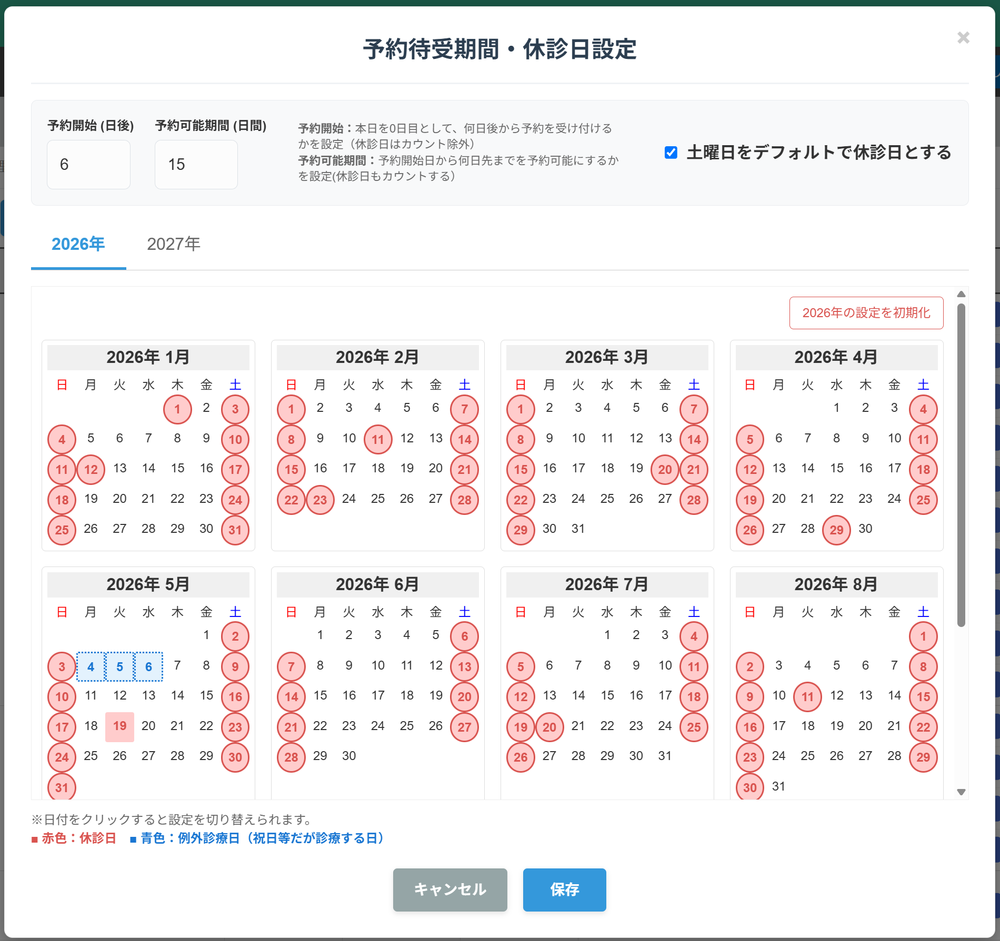 予約待受期間・休診日設定
×
予約開始 (日後)
予約可能期間 (日間)
6
15
予約開始：本日を0日目として、何日後から予約を受け付ける
かを設定（休診日はカウント除外）
予約可能期間：予約開始日から何日先までを予約可能にするか
を設定(休診日もカウントする）
土曜日をデフォルトで休診日とする
2026年 2027年
2026年の設定を初期化
2026年 1月
日 月 火 水 木 金 土
1 2 3
4 5 6 7 8 9 10
11 12 13 14 15 16 17
18 19 20 21 22 23 24
25 26 27 28 29 30 31
2026年 2月
日 月 火 水 木 金 土
1 2 3 4 5 6 7
8 9 10 11 12 13 14
15 16 17 18 19 20 21
22 23 24 25 26 27 28
2026年 3月
日 月 火 水 木 金 土
1 2 3 4 5 6 7
8 9 10 11 12 13 14
15 16 17 18 19 20 21
22 23 24 25 26 27 28
29 30 31
2026年 4月
日 月 火 水 木 金 土
1 2 3 4
5 6 7 8 9 10 11
12 13 14 15 16 17 18
19 20 21 22 23 24 25
26 27 28 29 30
2026年 5月
日 月 火 水 木 金 土
1 2
3 4 5 6 7 8 9
10 11 12 13 14 15 16
17 18 19 20 21 22 23
24 25 26 27 28 29 30
31
2026年 6月
日 月 火 水 木 金 土
1 2 3 4 5 6
7 8 9 10 11 12 13
14 15 16 17 18 19 20
21 22 23 24 25 26 27
28 29 30
2026年 7月
日 月 火 水 木 金 土
1 2 3 4
5 6 7 8 9 10 11
12 13 14 15 16 17 18
19 20 21 22 23 24 25
26 27 28 29 30 31
2026年 8月
日 月 火 水 木 金 土
1
2 3 4 5 6 7 8
9 10 11 12 13 14 15
16 17 18 19 20 21 22
23 24 25 26 27 28 29
30 31
※日付をクリックすると設定を切り替えられます。
■ 赤色：休診日 ■ 青色：例外診療日（祝日等だが診療する日）
キャンセル
保存